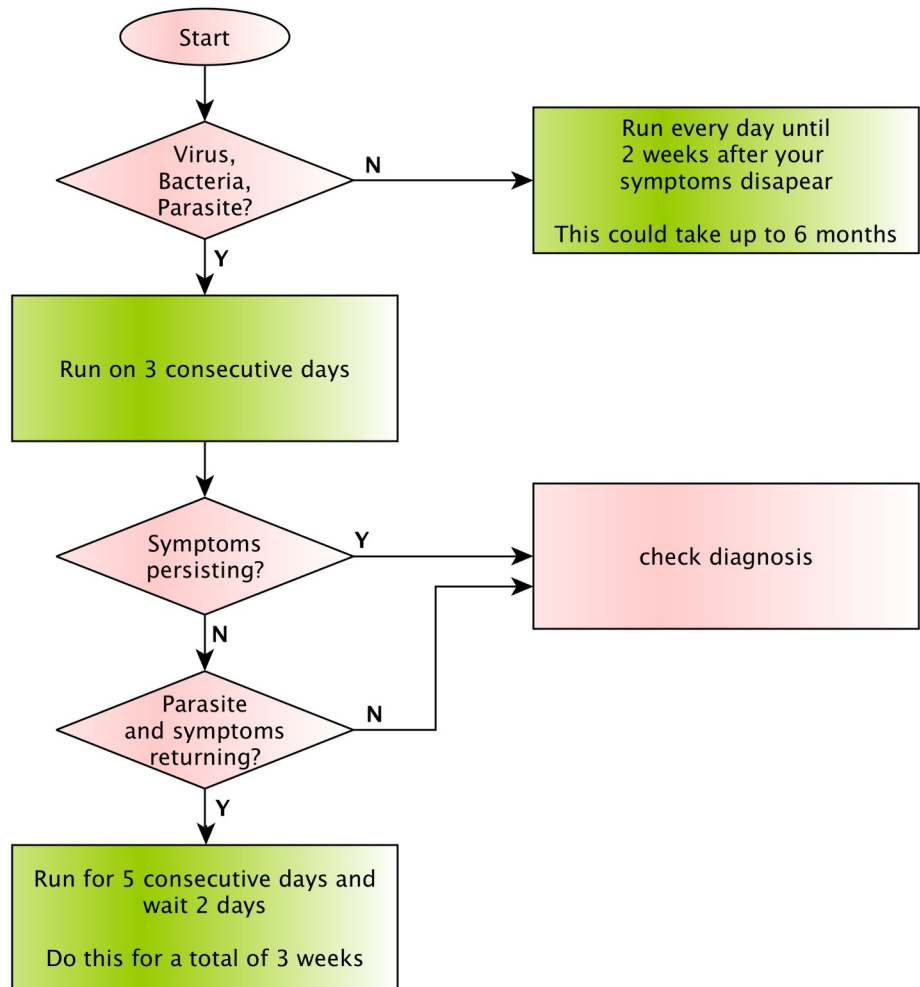 Start
Virus,
Bacteria,
Parasite?
N
Run every day until
2 weeks after your
symptoms disapear
This could take up to 6 months
Y
Run on 3 consecutive days
Symptoms
persisting?
Y
check diagnosis
N
Parasite
and symptoms
returning?
N
Y
Run for 5 consecutive days and
wait 2 days
Do this for a total of 3 weeks